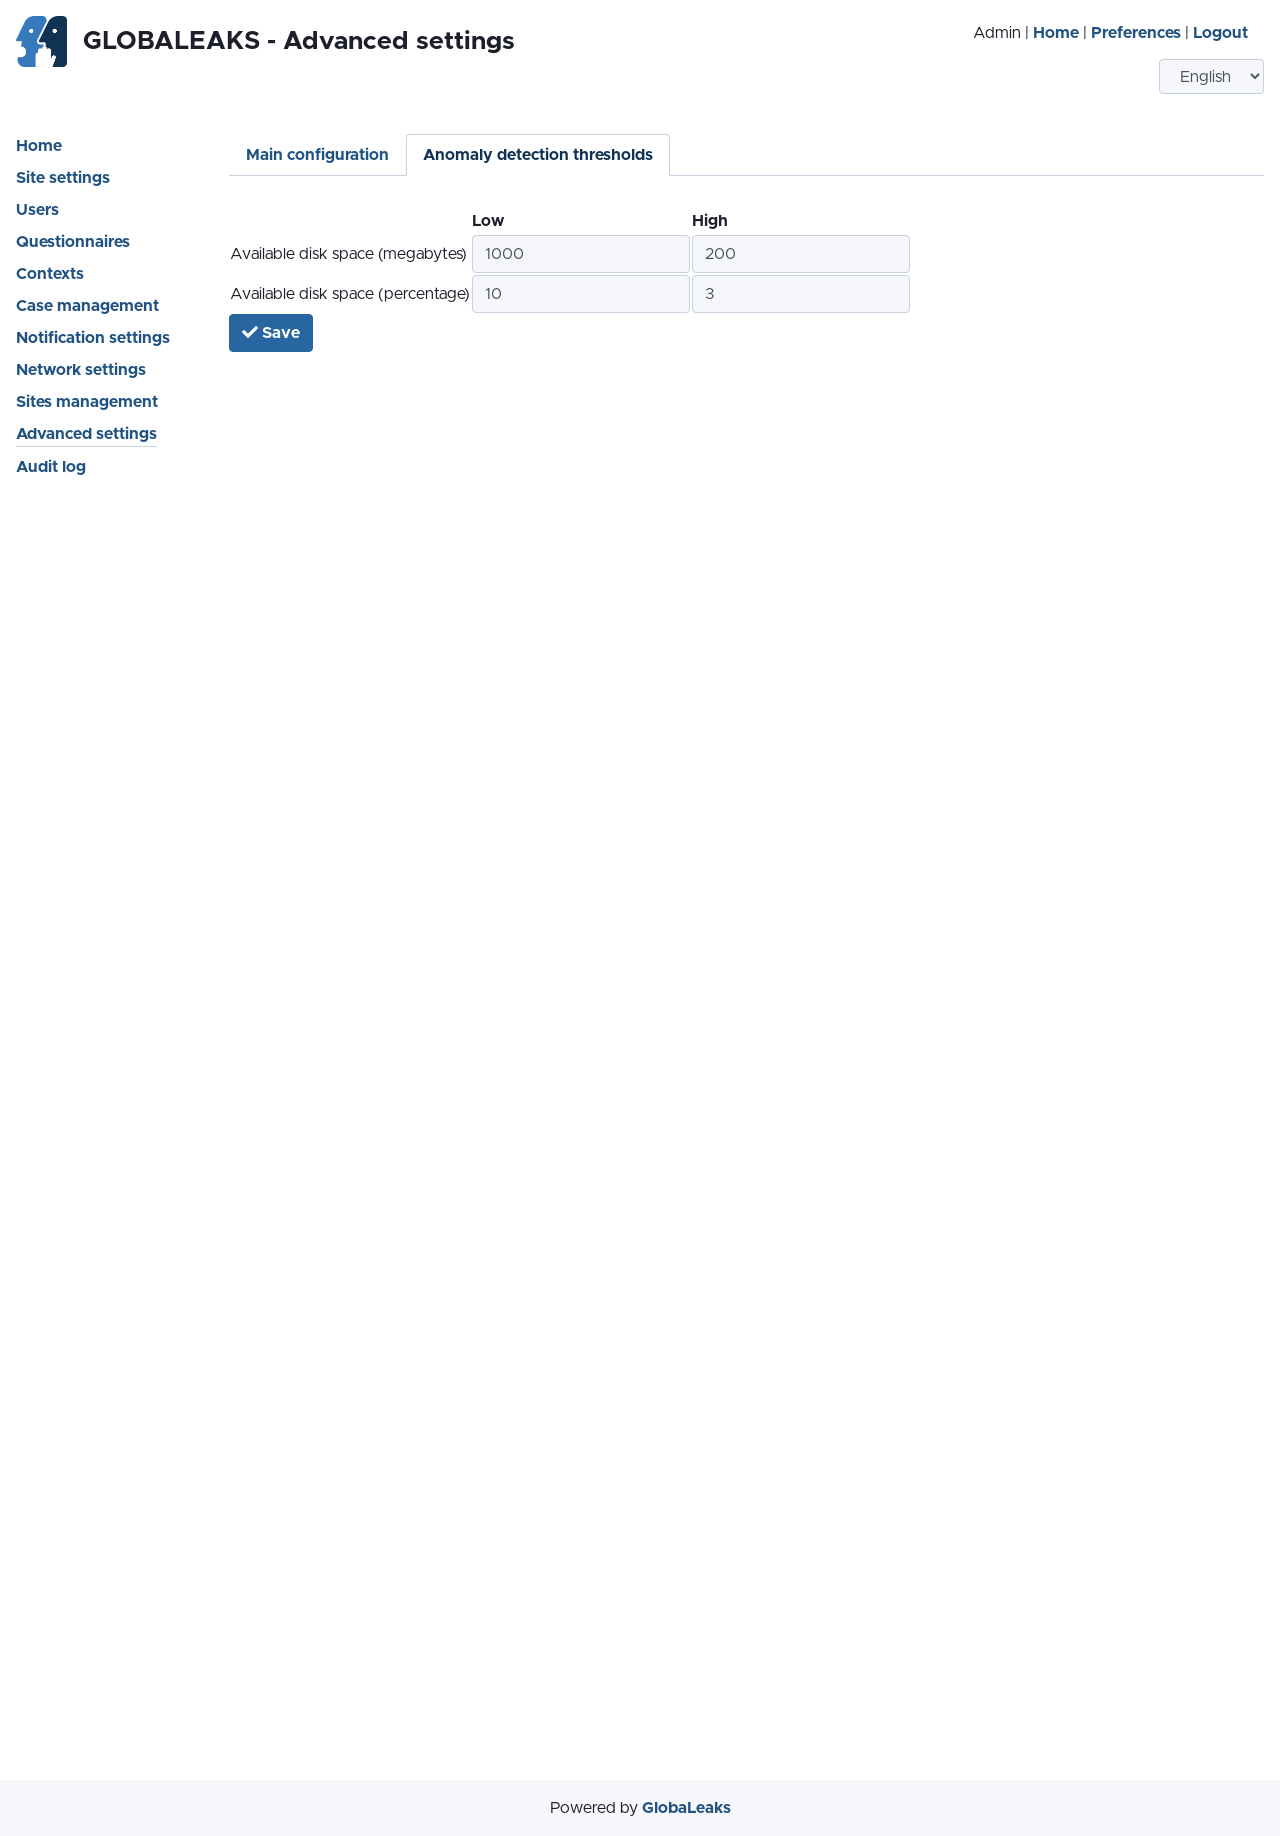 GLOBALEAKS - Advanced settings
Admin | Home | Preferences | Logout
English
Home
Site settings
Users
Questionnaires
Contexts
Case management
Notification settings
Network settings
Sites management
Advanced settings
Audit log
Main configuration
Anomaly detection thresholds
Low High
Available disk space (megabytes) 1000 200
Available disk space (percentage) 10 3
Save
Powered by GlobaLeaks